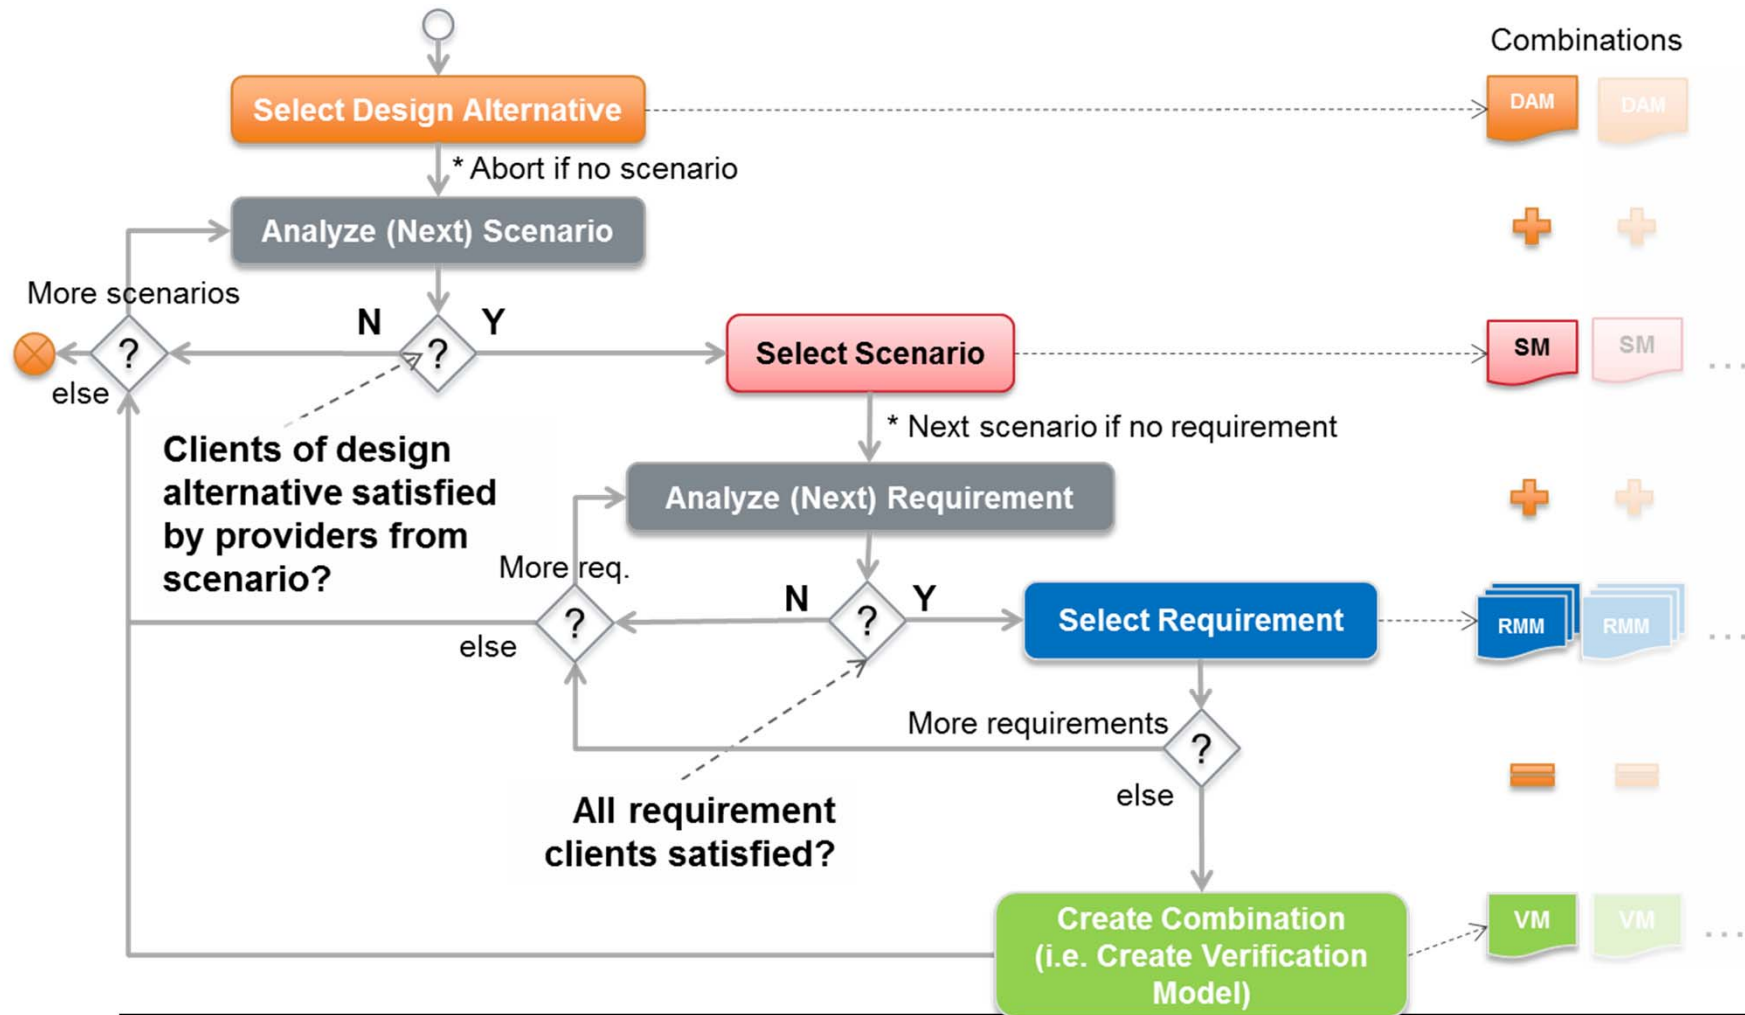 Combinations
Select Design Alternative
DAM
DAM
* Abort if no scenario
Analyze (Next) Scenario
More scenarios
N
Y
?
?
Select Scenario
SM
SM
...
else
* Next scenario if no requirement
Clients of design
alternative satisfied
by providers from
scenario?
Analyze (Next) Requirement
More req.
N
Y
?
?
Select Requirement
RMM
RMM
...
else
More requirements
?
else
All requirement
clients satisfied?
Create Combination
(i.e. Create Verification
Model)
VM
VM
...